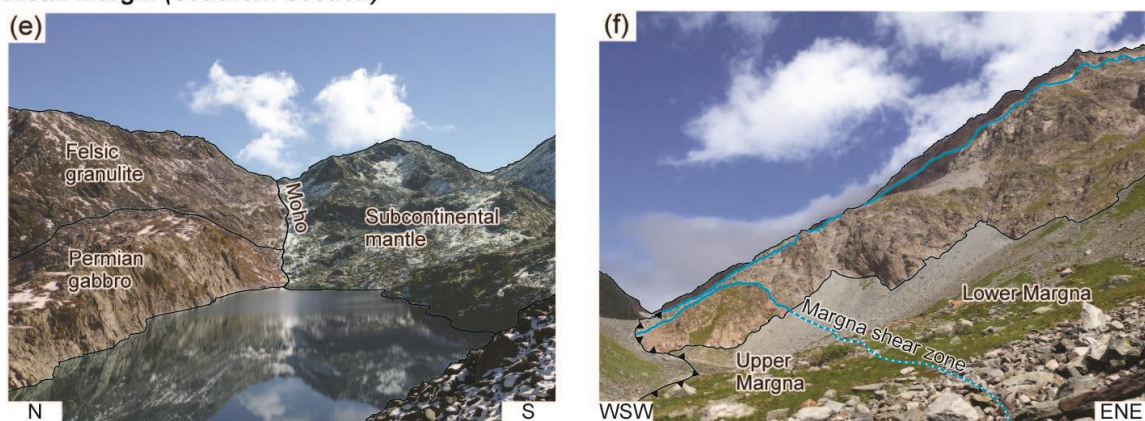 (e)
Felsic
granulite
Permian
gabbro
Moho
Subcontinental
mantle
N
S
(f)
Lower Margna
Margna shear zone
Upper
Margna
WSW
ENE